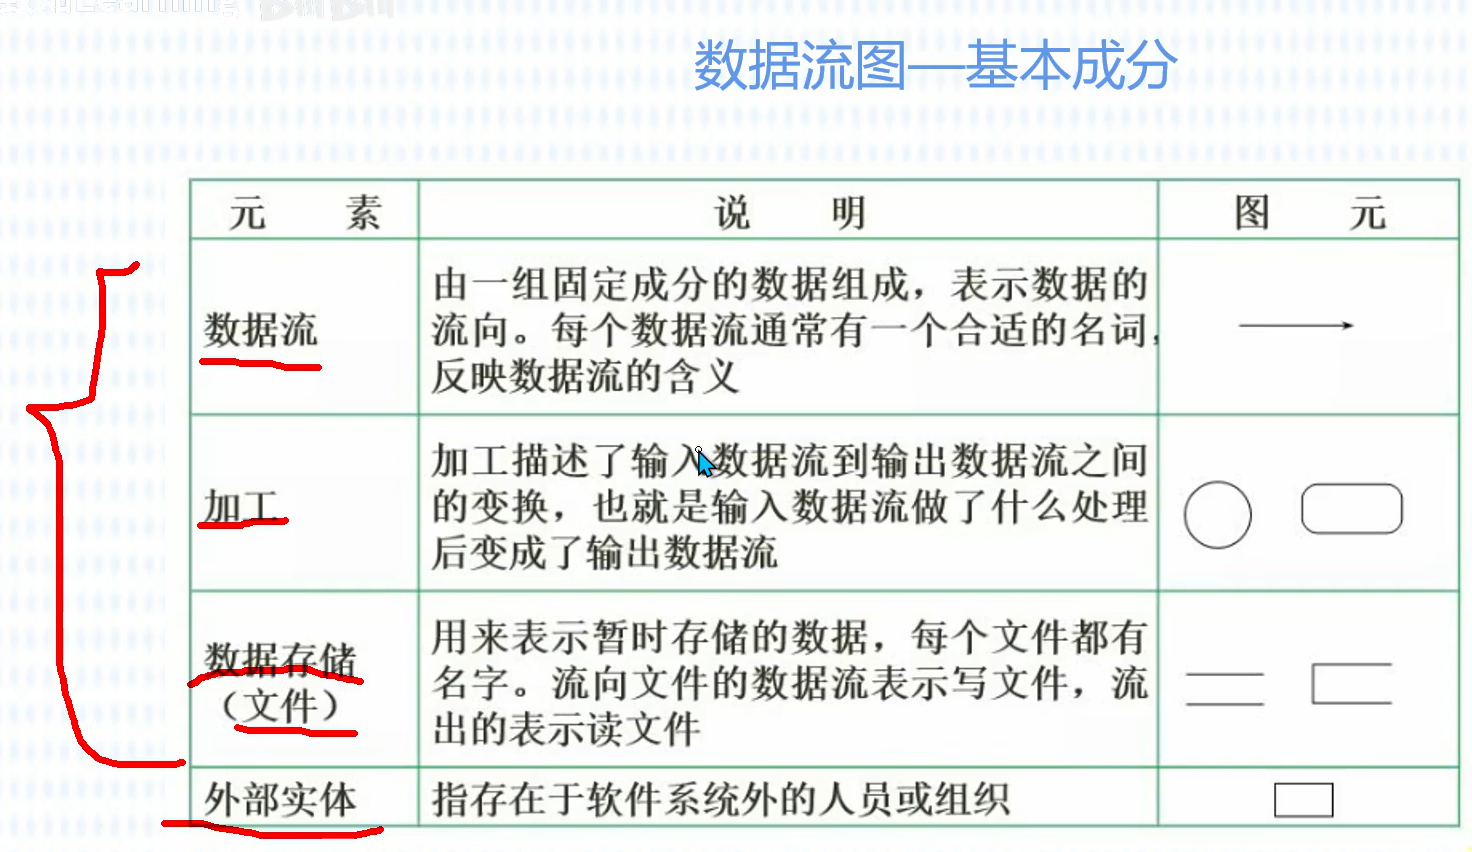 数据流图—基本成分
元 素 说 明 图 元
数据流
由一组固定成分的数据组成，表示数据的
流向。每个数据流通常有一个合适的名词，
反映数据流的含义
加工
加工描述了输入数据流到输出数据流之间
的变换，也就是输入数据流做了什么处理
后变成了输出数据流
数据存储
（文件）
用来表示暂时存储的数据，每个文件都有
名字。流向文件的数据流表示写文件，流
出的表示读文件
外部实体
指存在于软件系统外的人员或组织